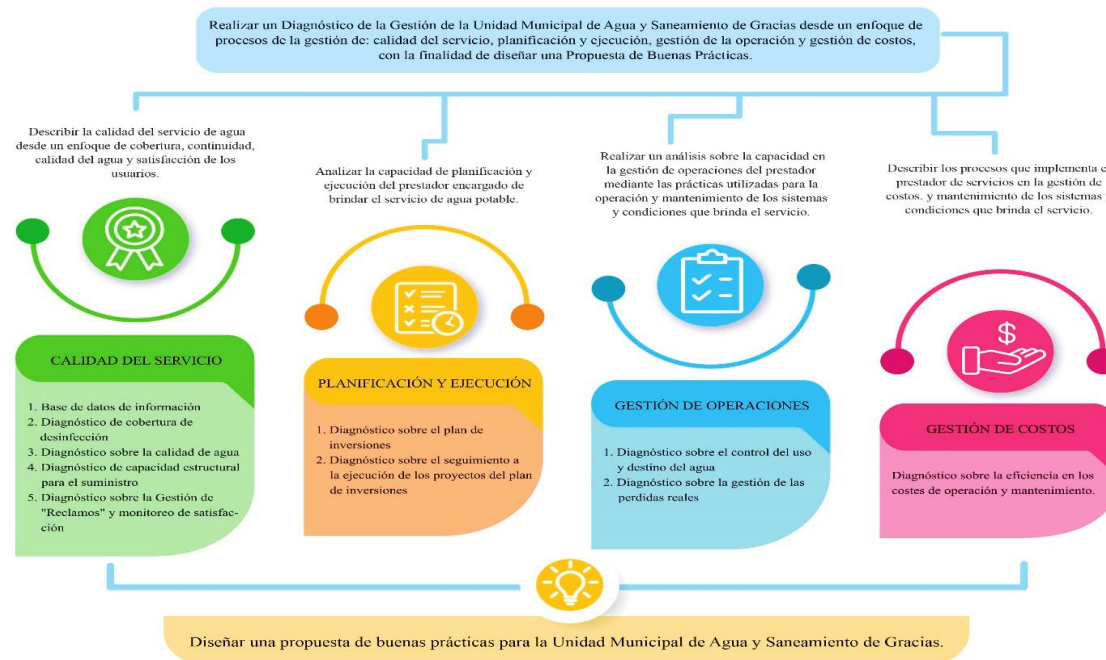 Realizar un Diagnóstico de la Gestión de la Unidad Municipal de Agua y Saneamiento de Gracias desde un enfoque de
procesos de la gestión de: calidad del servicio, planificación y ejecución, gestión de la operación y gestión de costos,
con la finalidad de diseñar una Propuesta de Buenas Prácticas.
Describir la calidad del servicio de agua
desde un enfoque de cobertura, continuidad,
calidad del agua y satisfacción de los
usuarios.
Analizar la capacidad de planificación y
ejecución del prestador encargado de
brindar el servicio de agua potable.
Realizar un análisis sobre la capacidad en
la gestión de operaciones del prestador
mediante las prácticas utilizadas para la
operación y mantenimiento de los sistemas
y condiciones que brinda el servicio.
Describir los procesos que implementa e
prestador de servicios en la gestión de
costos. y mantenimiento de los sistemas
condiciones que brinda el servicio.
CALIDAD DEL SERVICIO
1. Base de datos de información
2. Diagnóstico de cobertura de
desinfección
3. Diagnóstico sobre la calidad de agua
4. Diagnóstico de capacidad estructural
para el suministro
5. Diagnóstico sobre la Gestión de
"Reclamos" y monitoreo de satisfac-
ción
PLANIFICACIÓN Y EJECUCIÓN
1. Diagnóstico sobre el plan de
inversiones
2. Diagnóstico sobre el seguimiento a
la ejecución de los proyectos del plan
de inversiones
GESTIÓN DE OPERACIONES
1. Diagnóstico sobre el control del uso
y destino del agua
2. Diagnóstico sobre la gestión de las
perdidas reales
$
GESTIÓN DE COSTOS
Diagnóstico sobre la eficiencia en los
costes de operación y mantenimiento.
Diseñar una propuesta de buenas prácticas para la Unidad Municipal de Agua y Saneamiento de Gracias.